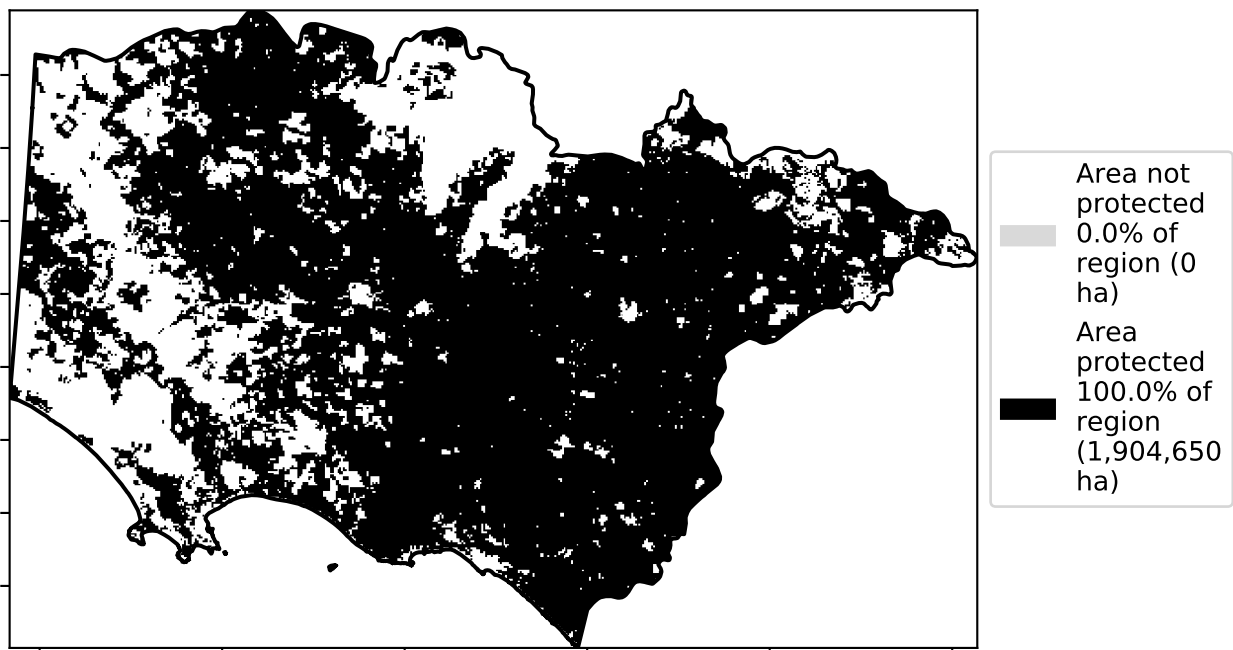 Area not
protected
0.0% of
region (0
ha)
Area
protected
100.0% of
region
(1,904,650
ha)